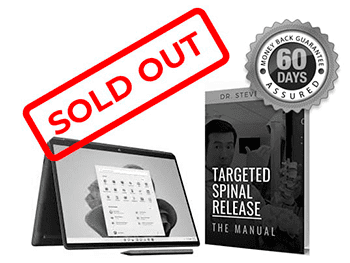 SOLD OUT
MONEY BACK GUARANTEE
60
DAYS
ASSURED
DR. STEVE
TARGETED
SPINAL
RELEASE
THE MANUAL